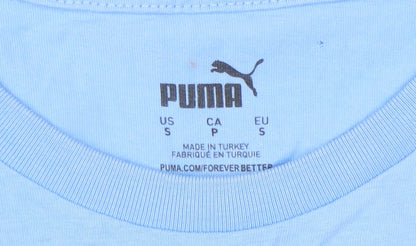 PUMA
US CA EU
S P S
MADE IN TURKEY
FABRIQUÉ EN TURQUIE
PUMA.COM/FOREVER.BETTER